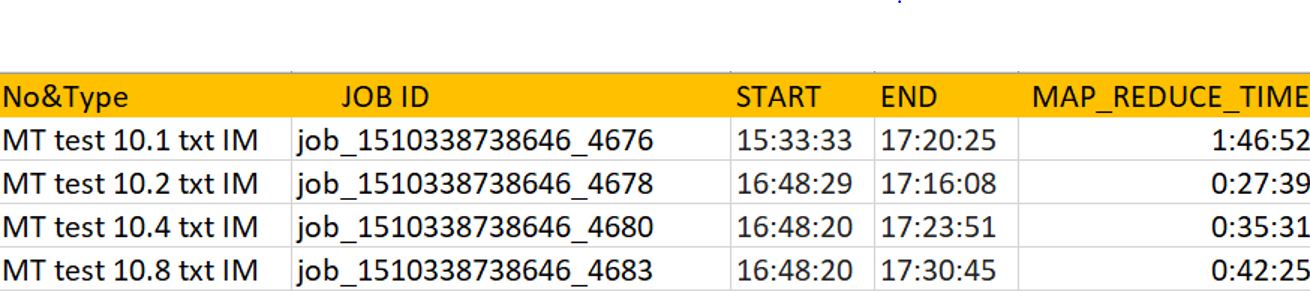 No&Type JOB ID START END MAP_REDUCE_TIME
MT test 10.1 txt IM job_1510338738646_4676 15:33:33 17:20:25 1:46:52
MT test 10.2 txt IM job_1510338738646_4678 16:48:29 17:16:08 0:27:39
MT test 10.4 txt IM job_1510338738646_4680 16:48:20 17:23:51 0:35:31
MT test 10.8 txt IM job_1510338738646_4683 16:48:20 17:30:45 0:42:25